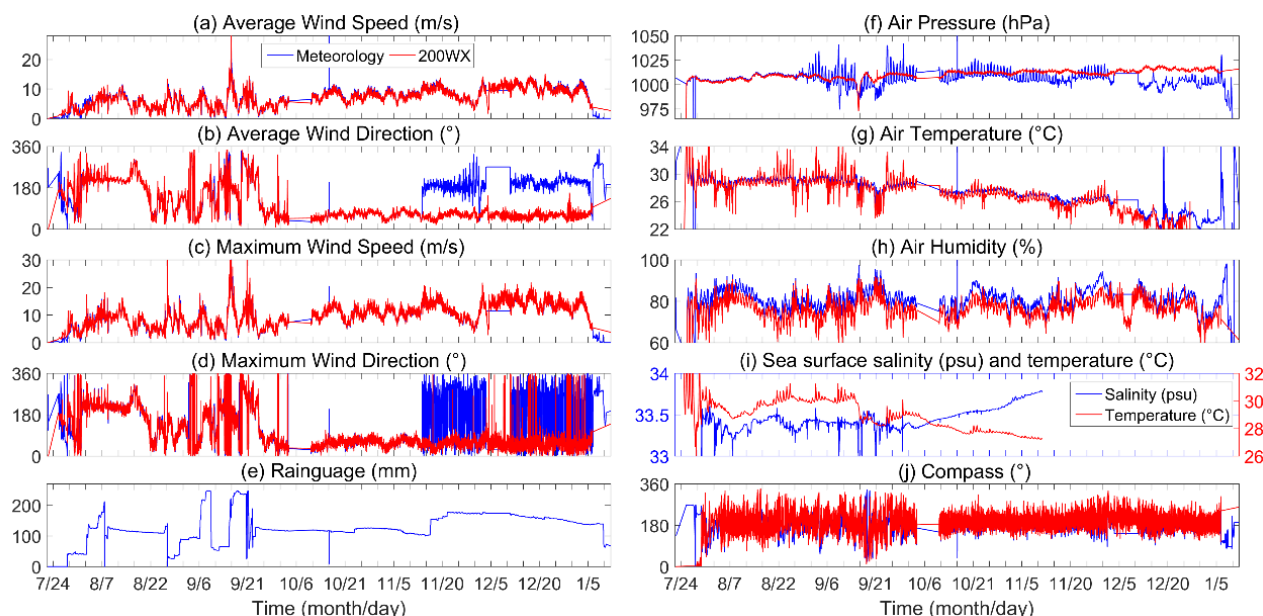 (a) Average Wind Speed (m/s)
20
10
0
Meteorology
200WX
(b) Average Wind Direction (°)
360
180
0
(c) Maximum Wind Speed (m/s)
30
20
10
0
(d) Maximum Wind Direction (°)
360
180
0
(e) Rainguage (mm)
200
100
0
7/24 8/7 8/22 9/6 9/21 10/6 10/21 11/5 11/20 12/5 12/20 1/5
Time (month/day)
(f) Air Pressure (hPa)
1050
1025
1000
975
(g) Air Temperature (°C)
34
30
26
22
(h) Air Humidity (%)
100
80
60
(i) Sea surface salinity (psu) and temperature (°C)
34
33.5
33
32
30
28
26
Salinity (psu)
Temperature (°C)
(j) Compass (°)
360
180
0
7/24 8/7 8/22 9/6 9/21 10/6 10/21 11/5 11/20 12/5 12/20 1/5
Time (month/day)